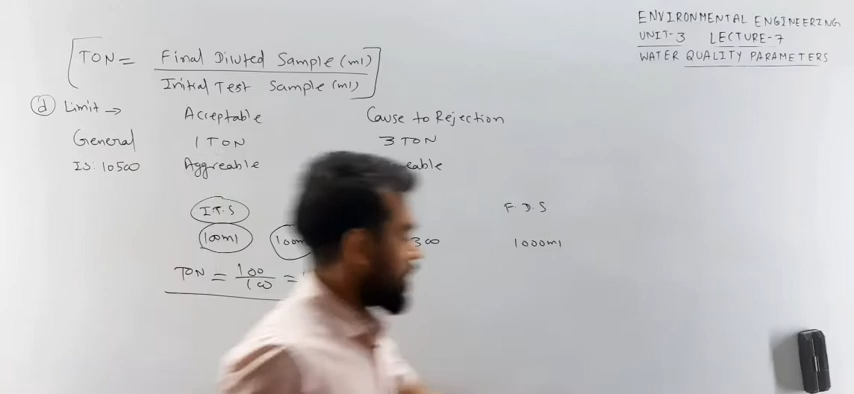 ENVIRONMENTAL ENGINEERING
UNIT-3 LECTURE-7
WATER QUALITY PARAMETERS
TON = Final Diluted Sample (ml)
Initial Test Sample (ml)
(d) Limit → Acceptable Cause to Rejection
General 1 TON 3 TON
IS: 10500 Aggreable eable
I.T.S F.D.S
100ml 100m 300 1000ml
TON = 100/100 =